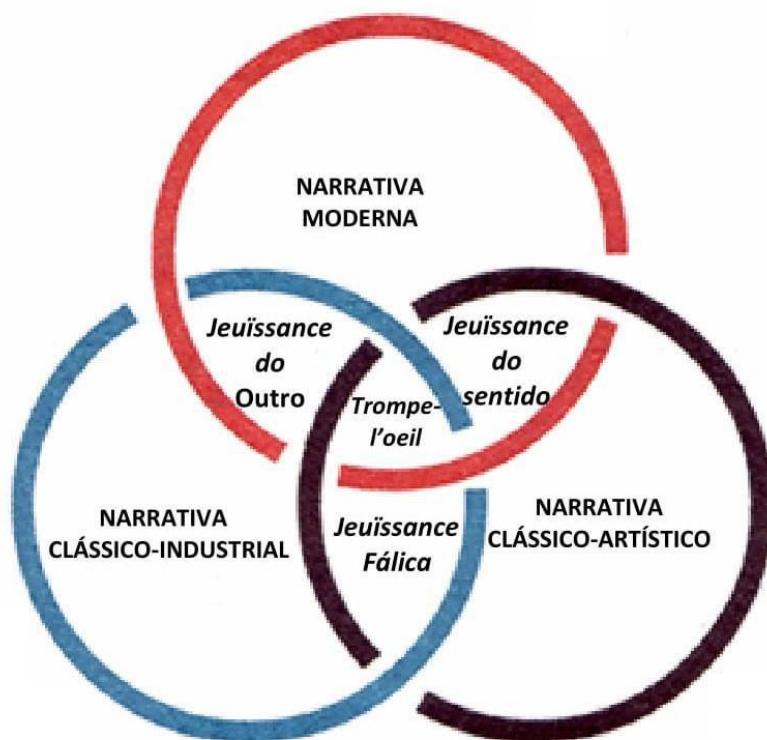 NARRATIVA
MODERNA
Jeuïssance
do
Outro
Jeuïssance
do
sentido
Trompe-
l’oeil
NARRATIVA
CLÁSSICO-INDUSTRIAL
Jeuïssance
Fálica
NARRATIVA
CLÁSSICO-ARTÍSTICO